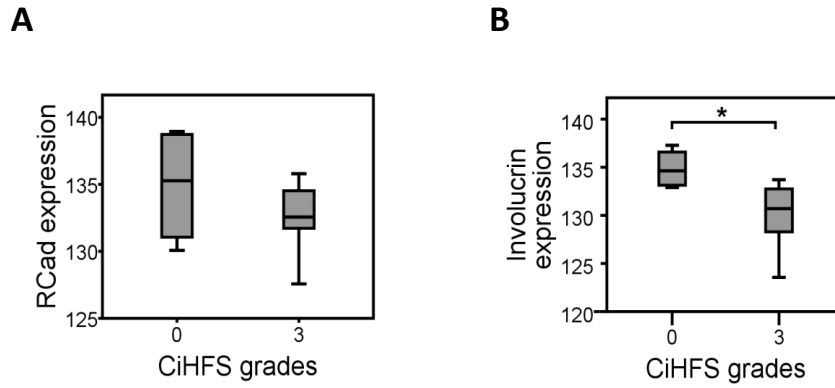 A
B
RCad expression
140
135
130
125
0
3
CiHFS grades
Involucrin
expression
140
135
130
125
120
*
0
3
CiHFS grades